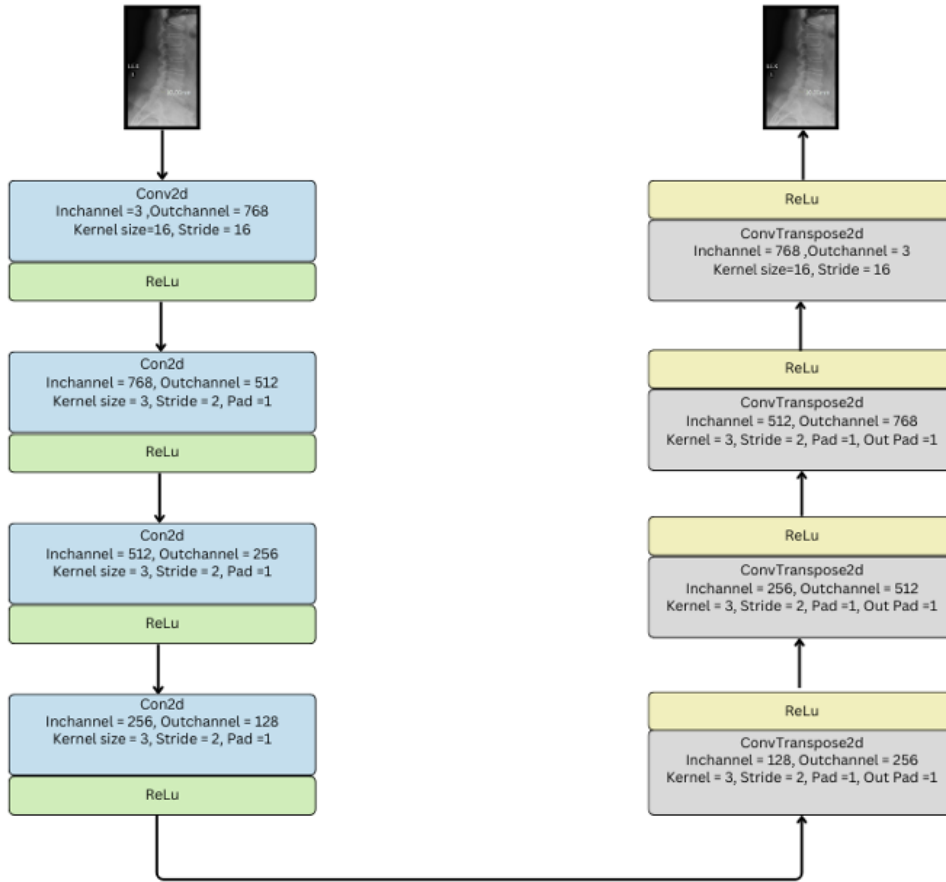 Conv2d
Inchannel =3 ,Outchannel = 768
Kernel size=16, Stride = 16
ReLu
Con2d
Inchannel = 768, Outchannel = 512
Kernel size = 3, Stride = 2, Pad =1
ReLu
Con2d
Inchannel = 512, Outchannel = 256
Kernel size = 3, Stride = 2, Pad =1
ReLu
Con2d
Inchannel = 256, Outchannel = 128
Kernel size = 3, Stride = 2, Pad =1
ReLu
ReLu
ConvTranspose2d
Inchannel = 768 ,Outchannel = 3
Kernel size=16, Stride = 16
ReLu
ConvTranspose2d
Inchannel = 512, Outchannel = 768
Kernel = 3, Stride = 2, Pad =1, Out Pad =1
ReLu
ConvTranspose2d
Inchannel = 256, Outchannel = 512
Kernel = 3, Stride = 2, Pad =1, Out Pad =1
ReLu
ConvTranspose2d
Inchannel = 128, Outchannel = 256
Kernel = 3, Stride = 2, Pad =1, Out Pad =1